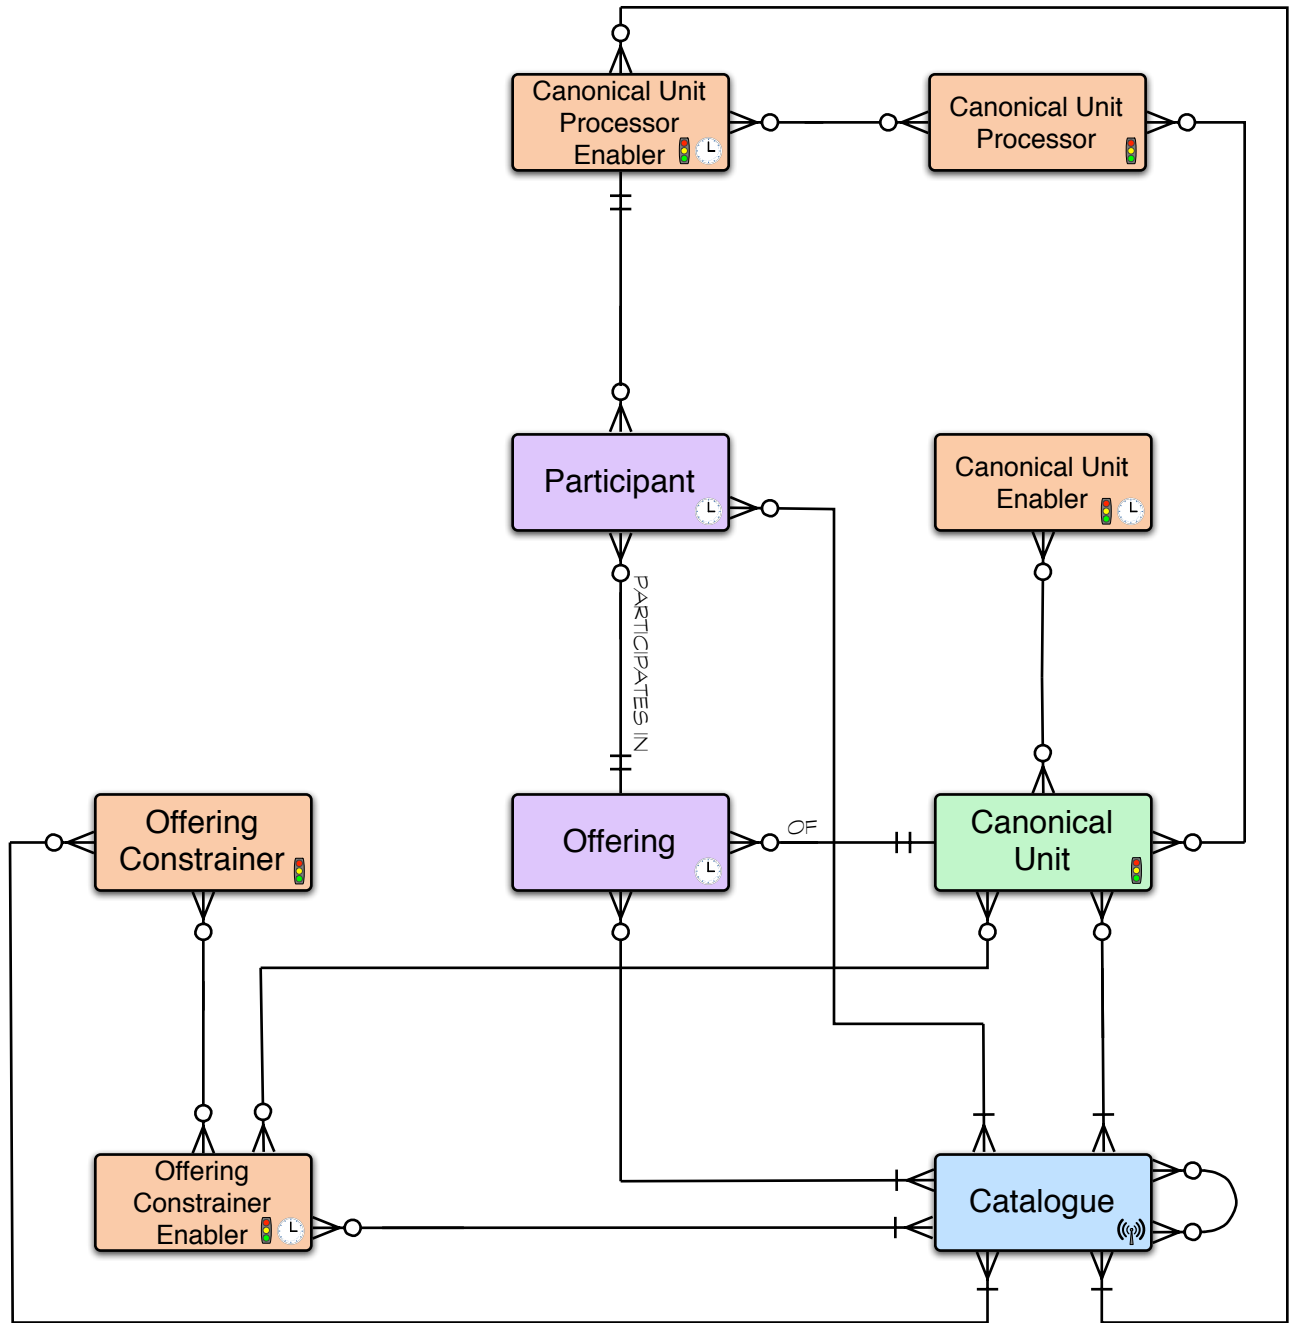 Canonical Unit
Processor
Enabler
Canonical Unit
Processor
Participant
Canonical Unit
Enabler
PARTICIPATES IN
Offering
Constrainer
Offering
OF
Canonical
Unit
Offering
Constrainer
Enabler
Catalogue